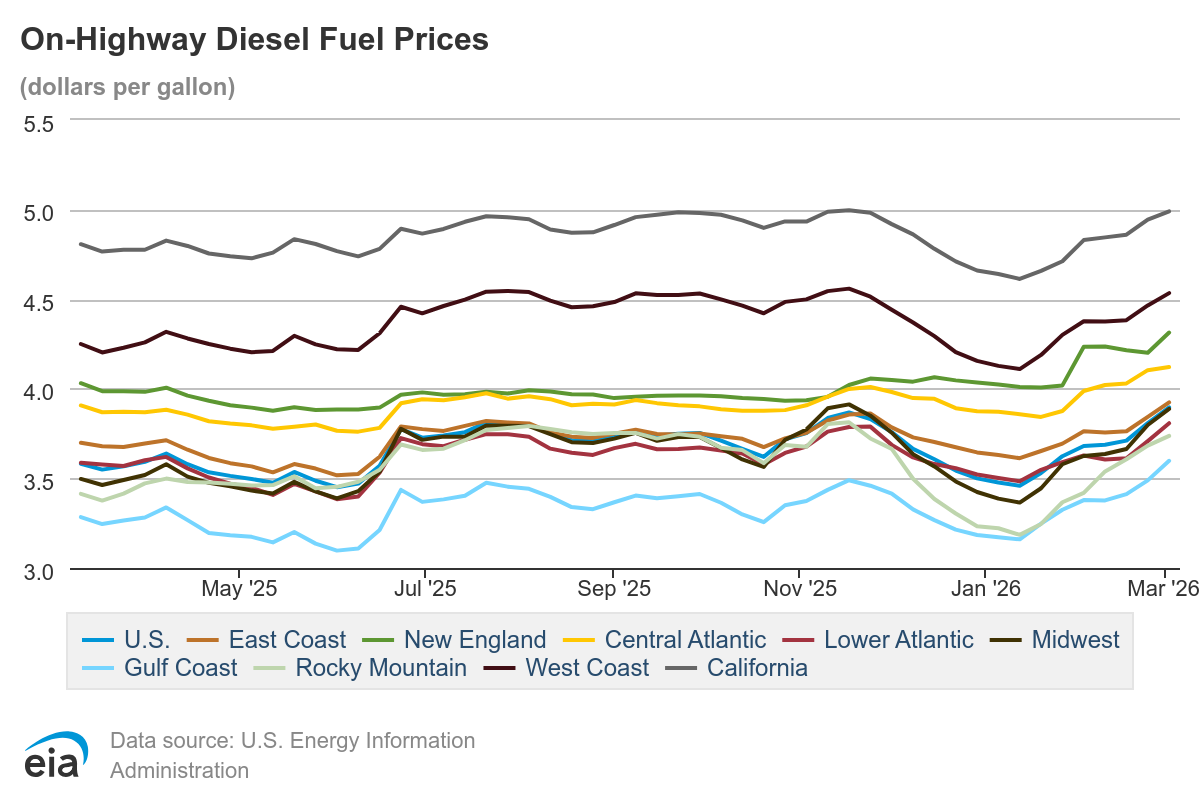 On-Highway Diesel Fuel Prices
(dollars per gallon)
5.5
5.0
4.5
4.0
3.5
3.0
May '25 Jul '25 Sep '25 Nov '25 Jan '26 Mar '26
U.S. East Coast New England Central Atlantic Lower Atlantic Midwest
Gulf Coast Rocky Mountain West Coast California
eia
Data source: U.S. Energy Information
Administration